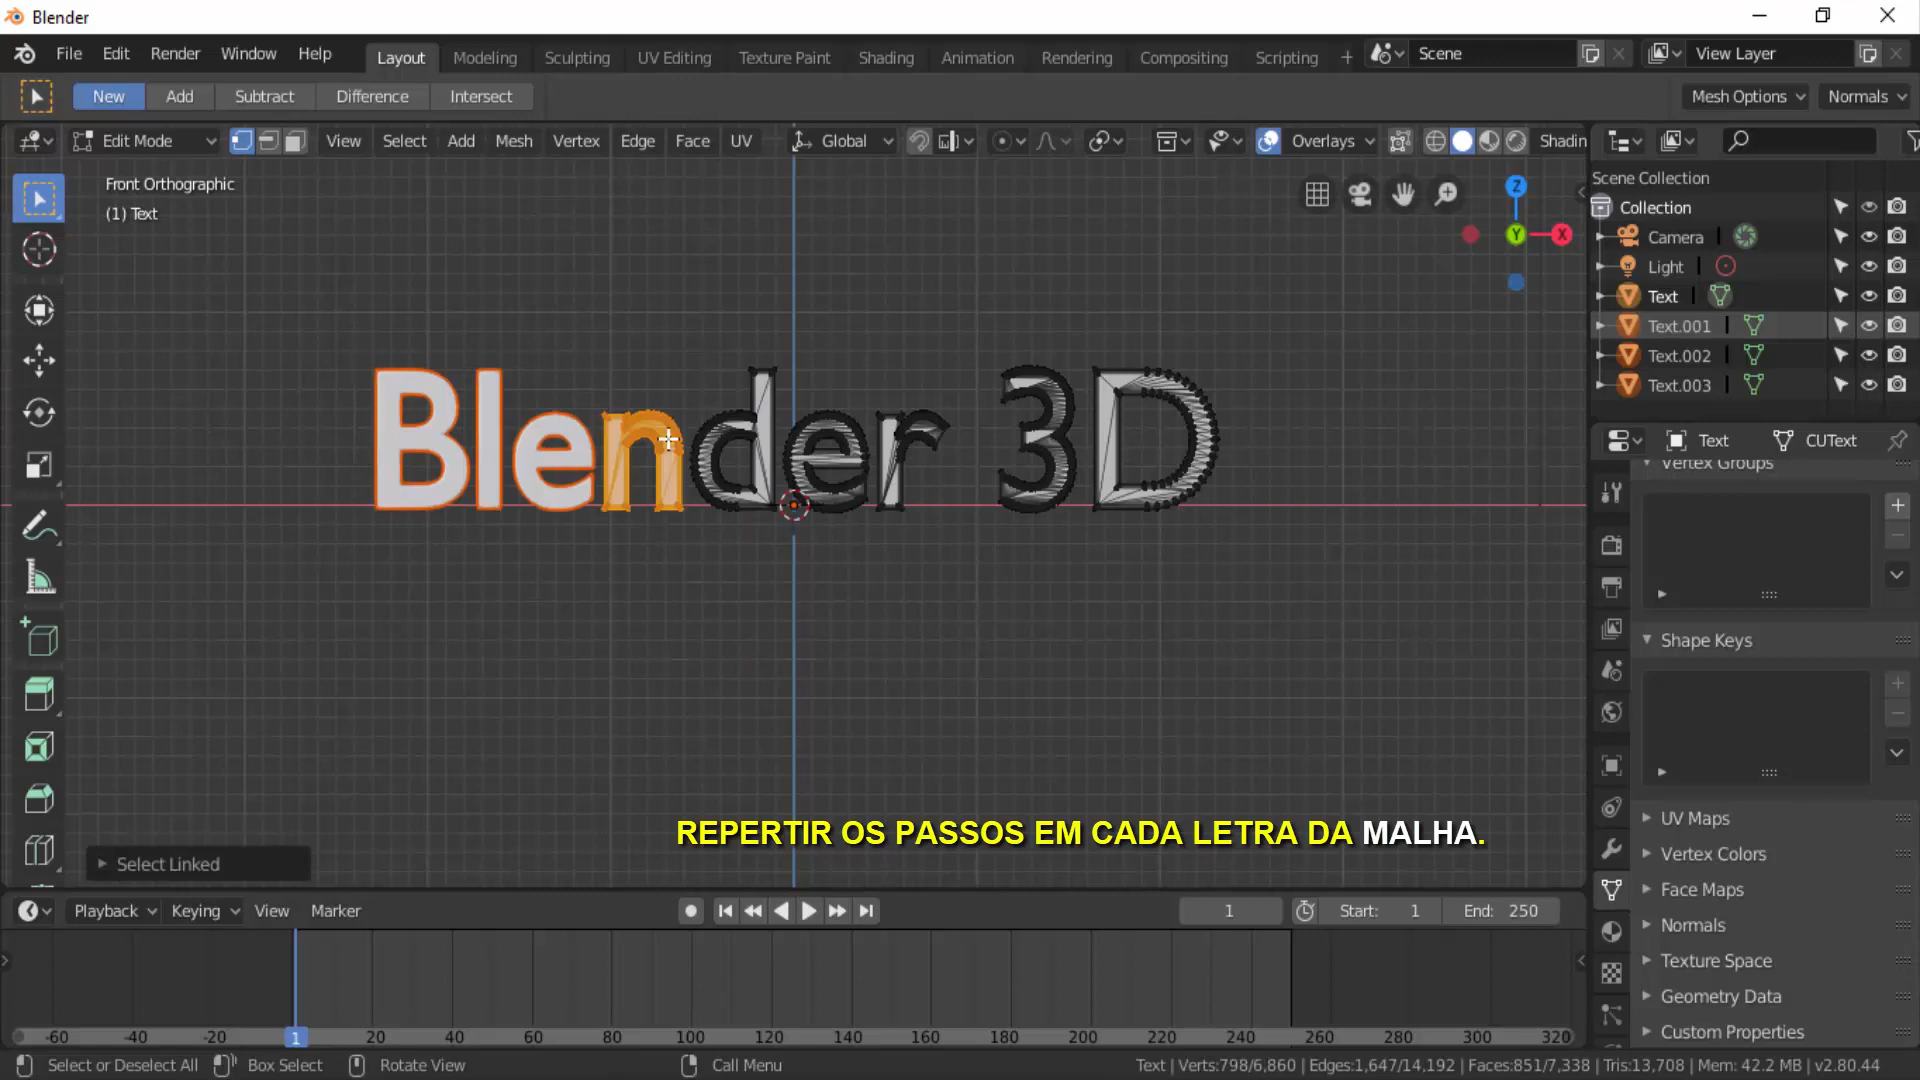 Blender
File Edit Render Window Help
Layout Modeling Sculpting UV Editing Texture Paint Shading Animation Rendering Compositing Scripting +
Scene
View Layer
New Add Subtract Difference Intersect
Mesh Options Normals
Edit Mode View Select Add Mesh Vertex Edge Face UV Global Overlays Shadin
Front Orthographic
(1) Text
Z
Y
X
Scene Collection
Collection
Camera
Light
Text
Text.001
Text.002
Text.003
Text CUText
Vertex Groups
Shape Keys
UV Maps
Vertex Colors
Face Maps
Normals
Texture Space
Geometry Data
Custom Properties
Blender 3D
REPERTIR OS PASSOS EM CADA LETRA DA MALHA.
Select Linked
Playback Keying View Marker
1 Start: 1 End: 250
-60 -40 -20 1 20 40 60 80 100 120 140 160 180 200 220 240 260 280 300 320
Select or Deselect All Box Select Rotate View Call Menu
Text | Verts:798/6,860 | Edges:1,647/14,192 | Faces:851/7,338 | Tris:13,708 | Mem: 42.2 MB | v2.80.44